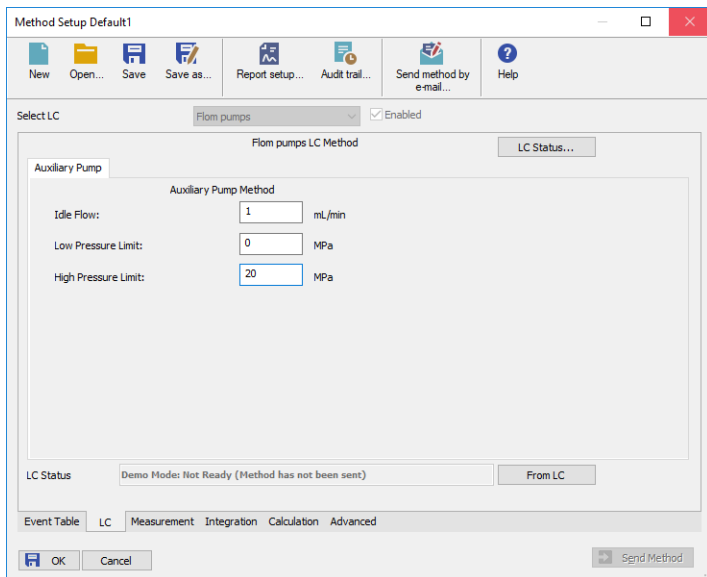 Method Setup Default1
New Open... Save Save as... Report setup... Audit trail... Send method by e-mail... Help
Select LC Flom pumps Enabled
Flom pumps LC Method LC Status...
Auxiliary Pump
Auxiliary Pump Method
Idle Flow: 1 mL/min
Low Pressure Limit: 0 MPa
High Pressure Limit: 20 MPa
LC Status Demo Mode: Not Ready (Method has not been sent) From LC
Event Table LC Measurement Integration Calculation Advanced
OK Cancel Send Method